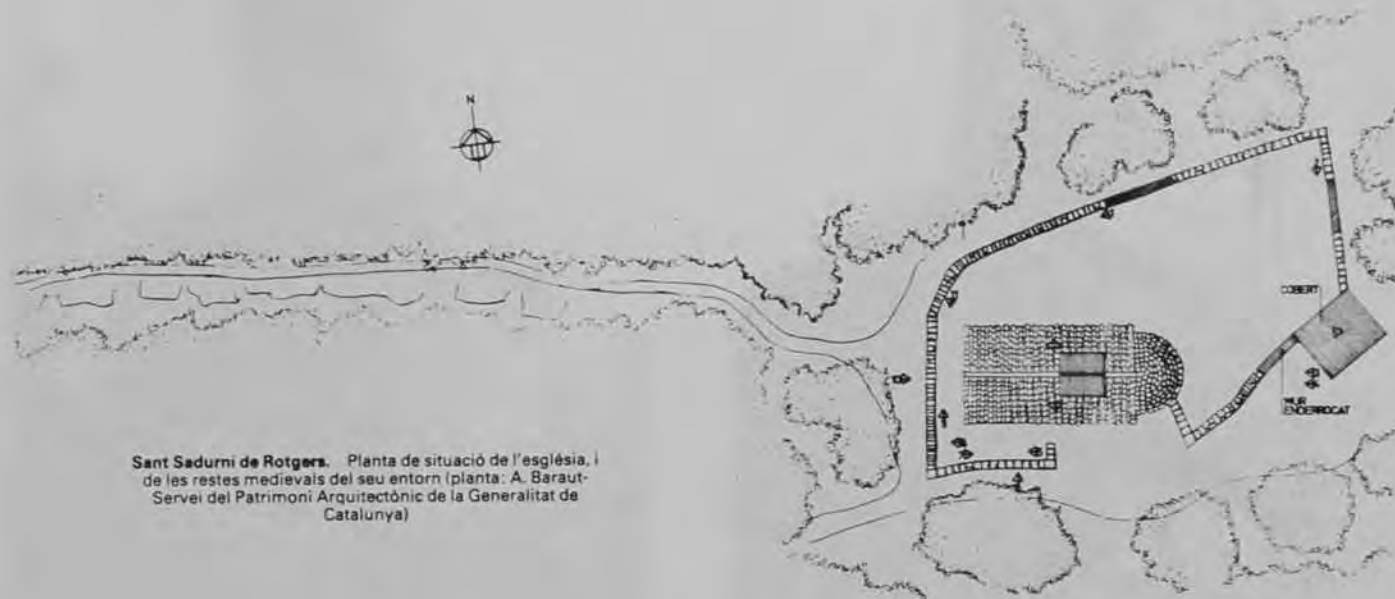 N
COBERT
MUR
ENDERROCAT
Sant Sadurni de Rotgers. Planta de situació de l'església, i
de les restes medievals del seu entorn (planta: A. Baraut-
Servei del Patrimoni Arquitectònic de la Generalitat de
Catalunya)